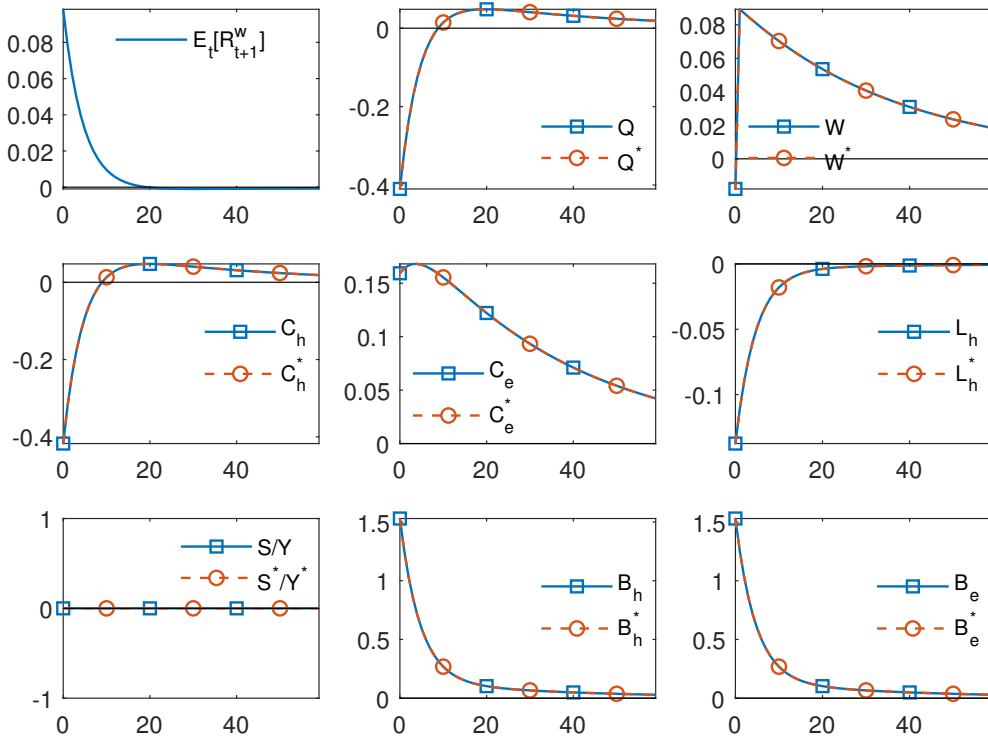 0.08
0.06
0.04
0.02
0
0 20 40
E_t[R^w_{t+1}]
0
-0.2
-0.4
0 20 40
Q
Q^*
0.08
0.06
0.04
0.02
0
0 20 40
W
W^*
0
-0.2
-0.4
0 20 40
C_h
C_h^*
0.15
0.1
0.05
0
0 20 40
C_e
C_e^*
0
-0.05
-0.1
0 20 40
L_h
L_h^*
1
0
-1
0 20 40
S/Y
S^*/Y^*
1.5
1
0.5
0
0 20 40
B_h
B_h^*
1.5
1
0.5
0
0 20 40
B_e
B_e^*